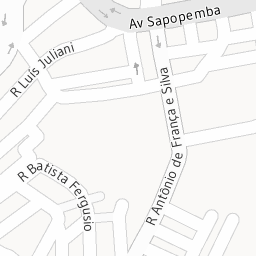 Av Sapopemba
R Luis Juliani
R Antônio de França e Silva
R Batista Fergusio